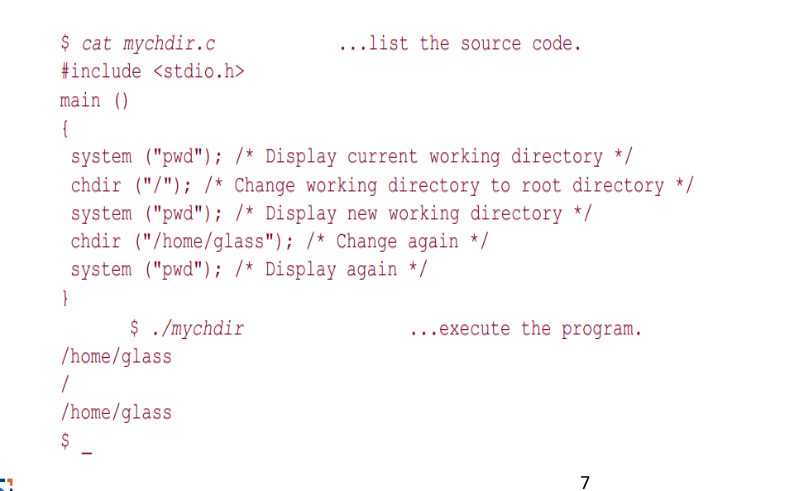 $ cat mychdir.c ...list the source code.
#include <stdio.h>
main ()
{
system ("pwd"); /* Display current working directory */
chdir ("/"); /* Change working directory to root directory */
system ("pwd"); /* Display new working directory */
chdir ("/home/glass"); /* Change again */
system ("pwd"); /* Display again */
}
$ ./mychdir ...execute the program.
/home/glass
/
/home/glass
$ _
7